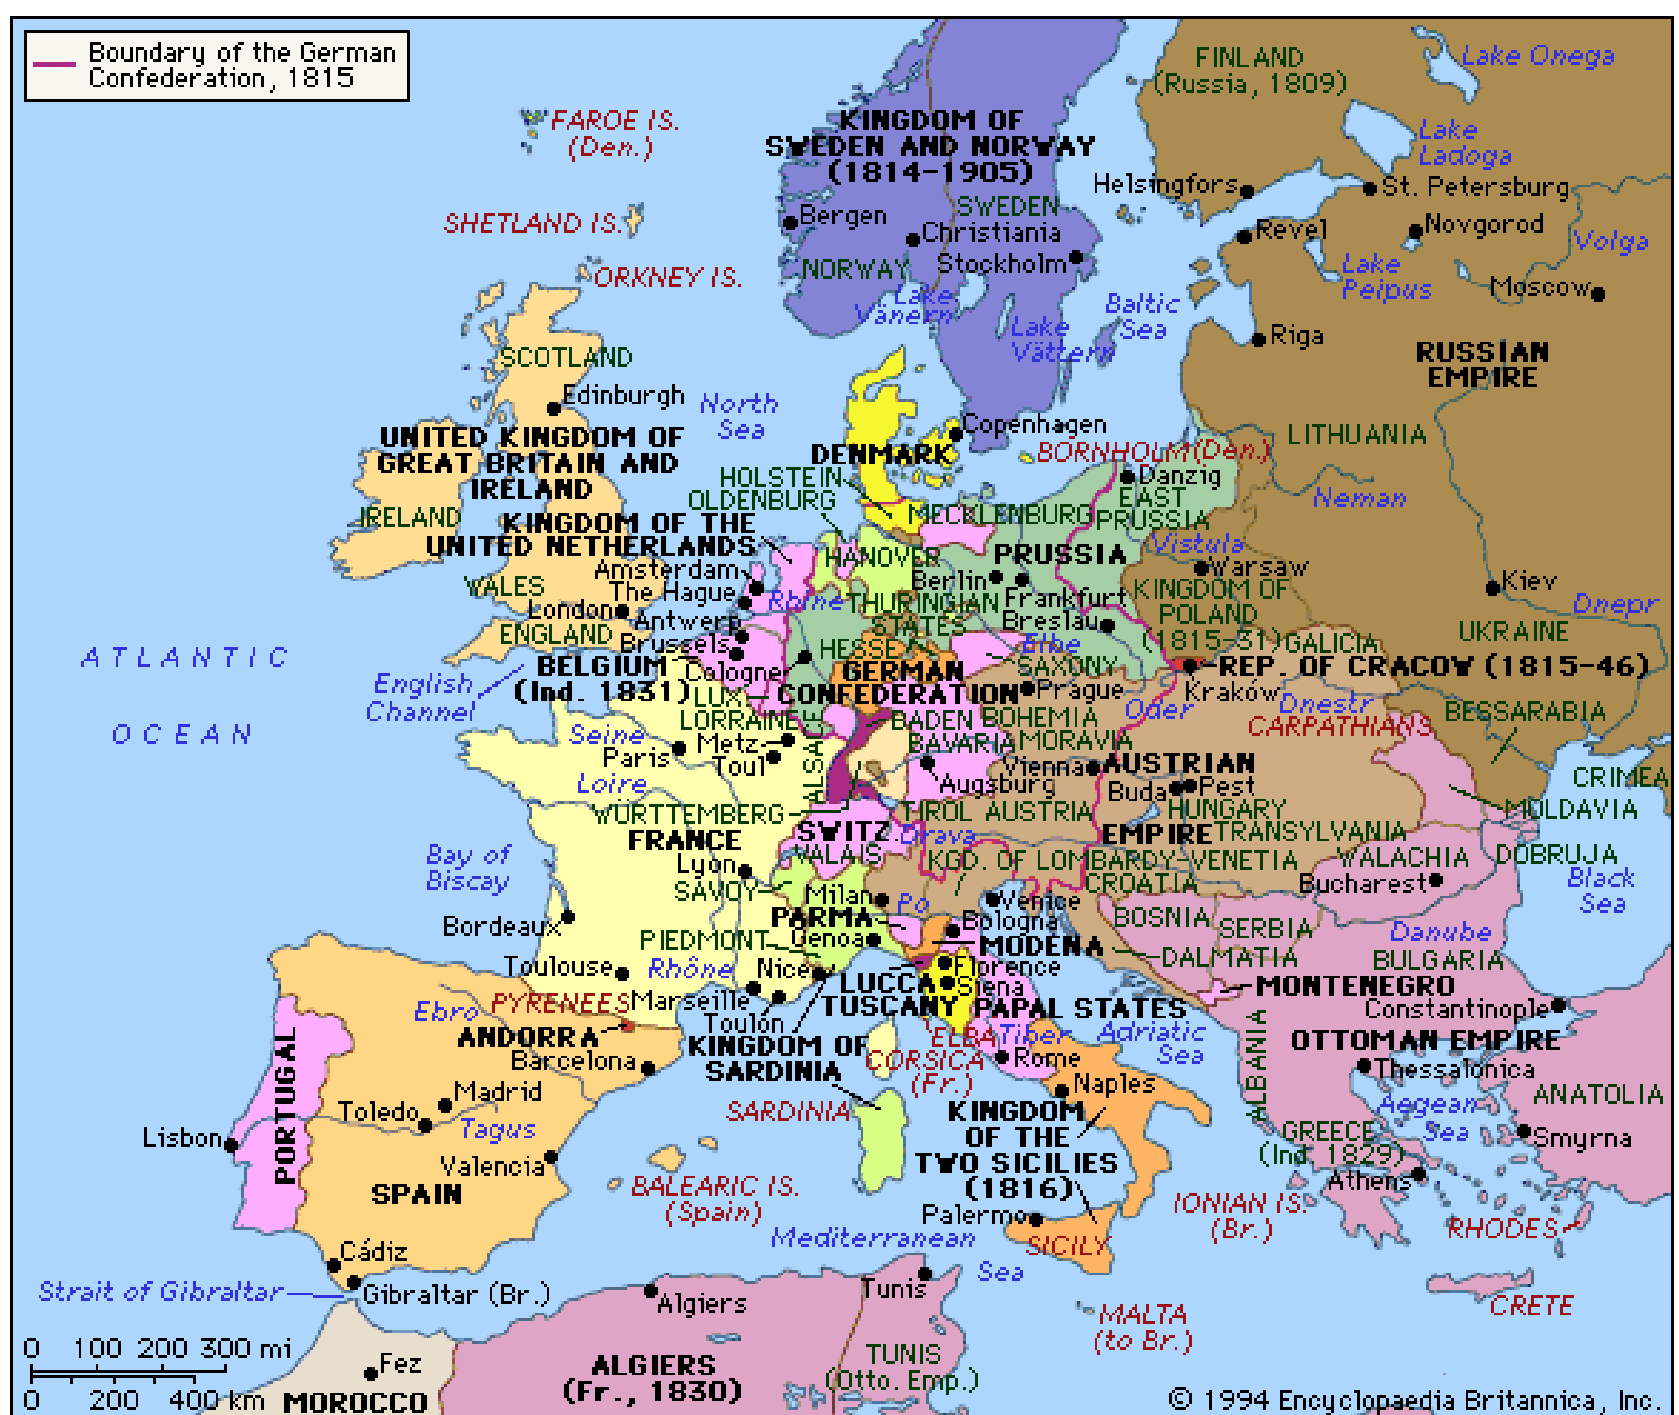 Boundary of the German
Confederation, 1815
FINLAND
(Russia, 1809)
Lake Onega
FAROE IS.
(Den.)
KINGDOM OF
SWEDEN AND NORWAY
(1814-1905)
Lake
Ladoga
Helsingfors
St. Petersburg
SHETLAND IS.
Bergen
SWEDEN
Christiania
Revel
Novgorod
Volga
NORWAY
Stockholm
Lake
Peipus
Moscow
ORKNEY IS.
Lake
Vänern
Baltic
Sea
Lake
Vättern
Riga
RUSSIAN
EMPIRE
SCOTLAND
Edinburgh
North
Sea
Copenhagen
LITHUANIA
UNITED KINGDOM OF
GREAT BRITAIN AND
IRELAND
DENMARK
BORNHOLM (Den.)
HOLSTEIN
OLDENBURG
Danzig
EAST
PRUSSIA
Neman
IRELAND
KINGDOM OF THE
UNITED NETHERLANDS
MECKLENBURG
PRUSSIA
Vistula
HANOVER
Amsterdam
The Hague
Berlin
Warsaw
WALES
Rhine
THURINGIAN
STATES
Frankfurt
KINGDOM OF
POLAND
(1815-31)
Kiev
Dnepr
London
Antwerp
Breslau
ENGLAND
Brussels
HESSE
Elbe
GALICIA
UKRAINE
ATLANTIC
OCEAN
BELGIUM
(Ind. 1831)
Cologne
GERMAN
CONFEDERATION
SAXONY
REP. OF CRACOW (1815-46)
English
Channel
LUX.
Prague
Kraków
Dnestr
LORRAINE
BADEN
BOHEMIA
Oder
CARPATHIANS
BESSARABIA
Seine
Paris
Metz
Toul
ALSACE
BAVARIA
MORAVIA
Loire
Augsburg
Vienna
AUSTRIAN
EMPIRE
Buda
Pest
CRIMEA
WÜRTTEMBERG
TIROL
AUSTRIA
HUNGARY
MOLDAVIA
FRANCE
SWITZ.
Drava
TRANSYLVANIA
Bay of
Biscay
Lyon
VALAIS
KGD. OF LOMBARDY-VENETIA
WALACHIA
DOBRUJA
SAVOY
Milan
Po
Venice
CROATIA
Bucharest
Black
Sea
Bordeaux
PARMA
Bologna
BOSNIA
SERBIA
PIEDMONT
Genoa
MODENA
DALMATIA
Danube
BULGARIA
Toulouse
Rhône
Nice
Florence
LUCCA
Siena
MONTENEGRO
Ebro
PYRENEES
Marseille
Toulon
TUSCANY
PAPAL STATES
Constantinople
ANDORRA
KINGDOM OF
SARDINIA
ELBA
Tiber
Adriatic
Sea
OTTOMAN EMPIRE
Barcelona
CORSICA
(Fr.)
Rome
ALBANIA
Thessalonica
PORTUGAL
Madrid
Naples
ANATOLIA
Toledo
SARDINIA
KINGDOM
OF THE
TWO SICILIES
(1816)
Aegean
Sea
Lisbon
Tagus
GREECE
(Ind. 1829)
Smyrna
Valencia
SPAIN
BALEARIC IS.
(Spain)
Athens
Palermo
IONIAN IS.
(Br.)
RHODES
Cádiz
Mediterranean
Sea
SICILY
Strait of Gibraltar
Gibraltar (Br.)
Algiers
Tunis
MALTA
(to Br.)
CRETE
0 100 200 300 mi
0 200 400 km
Fez
MOROCCO
ALGIERS
(Fr., 1830)
TUNIS
(Otto. Emp.)
© 1994 Encyclopaedia Britannica, Inc.